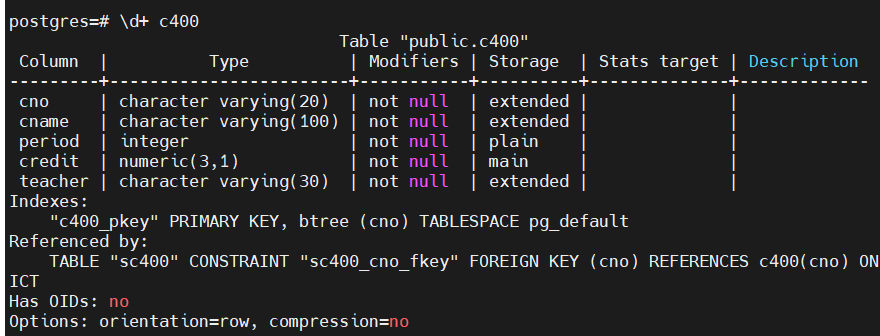 postgres=# \d+ c400
                                  Table "public.c400"
 Column  |          Type          | Modifiers | Storage  | Stats target | Description
---------+------------------------+-----------+----------+--------------+-------------
 cno     | character varying(20)  | not null  | extended |              |
 cname   | character varying(100) | not null  | extended |              |
 period  | integer                | not null  | plain    |              |
 credit  | numeric(3,1)           | not null  | main     |              |
 teacher | character varying(30)  | not null  | extended |              |
Indexes:
    "c400_pkey" PRIMARY KEY, btree (cno) TABLESPACE pg_default
Referenced by:
    TABLE "sc400" CONSTRAINT "sc400_cno_fkey" FOREIGN KEY (cno) REFERENCES c400(cno) ON
ICT
Has OIDs: no
Options: orientation=row, compression=no